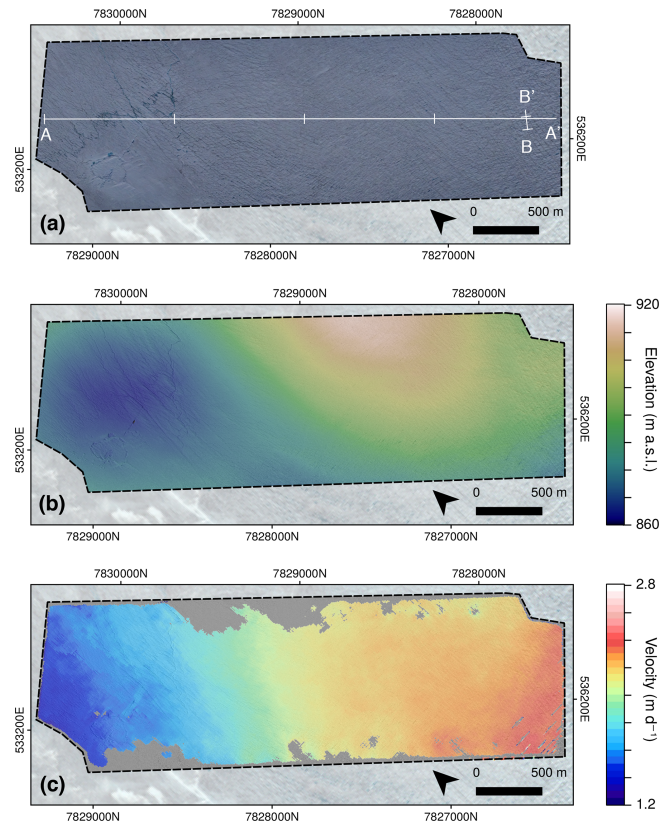 7830000N 7829000N 7828000N
A
B'
B
A'
533200E
536200E
(a)
0 500 m
7829000N 7828000N 7827000N
7830000N 7829000N 7828000N
533200E
536200E
(b)
0 500 m
7829000N 7828000N 7827000N
920
Elevation (m a.s.l.)
860
7830000N 7829000N 7828000N
533200E
536200E
(c)
0 500 m
7829000N 7828000N 7827000N
2.8
Velocity (m d⁻¹)
1.2